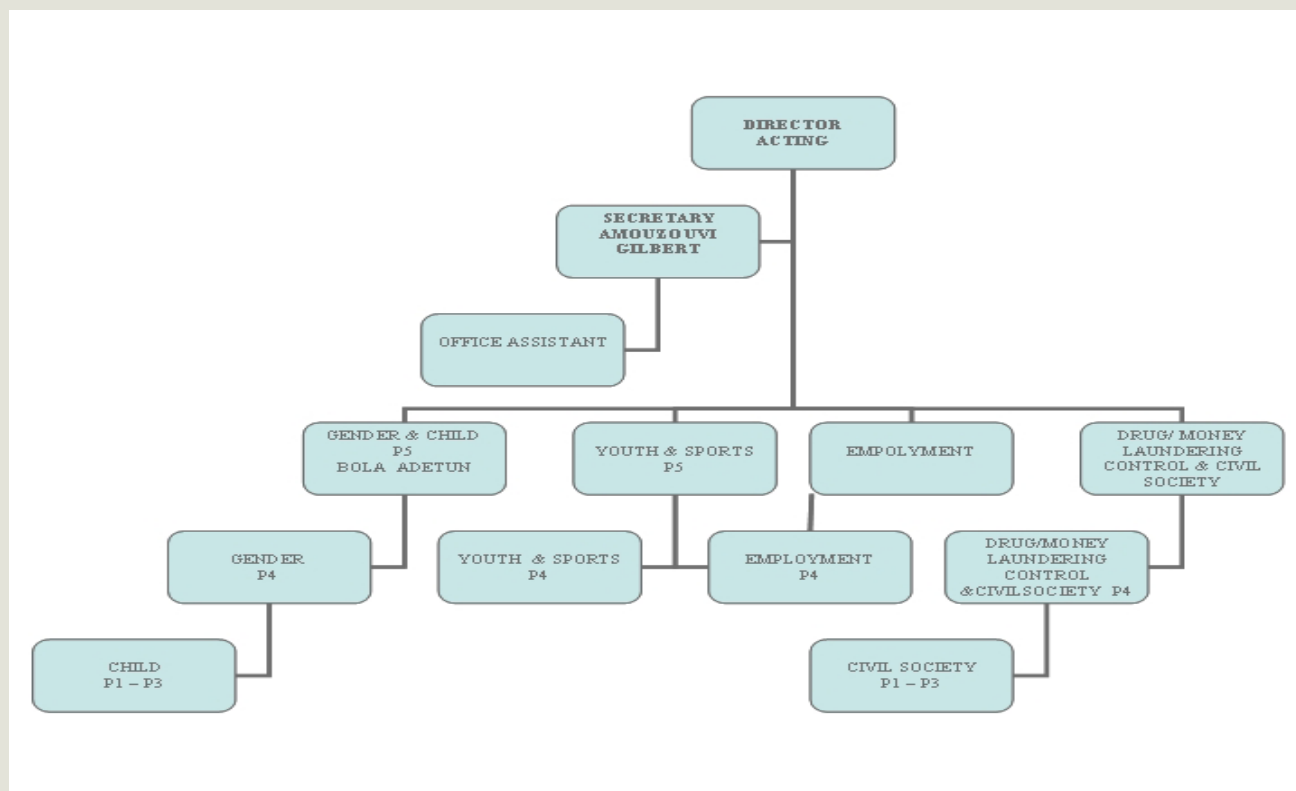 DIRECTOR
ACTING
SECRETARY
AMOUZOUVI
GILBERT
OFFICE ASSISTANT
GENDER & CHILD
P5
BOLA ADETUN
YOUTH & SPORTS
P5
EMPOLYMENT
DRUG/ MONEY
LAUNDERING
CONTROL & CIVIL
SOCIETY
GENDER
P4
YOUTH & SPORTS
P4
EMPLOYMENT
P4
DRUG/MONEY
LAUNDERING
CONTROL
&CIVILSOCIETY P4
CHILD
P1 – P3
CIVIL SOCIETY
P1 – P3